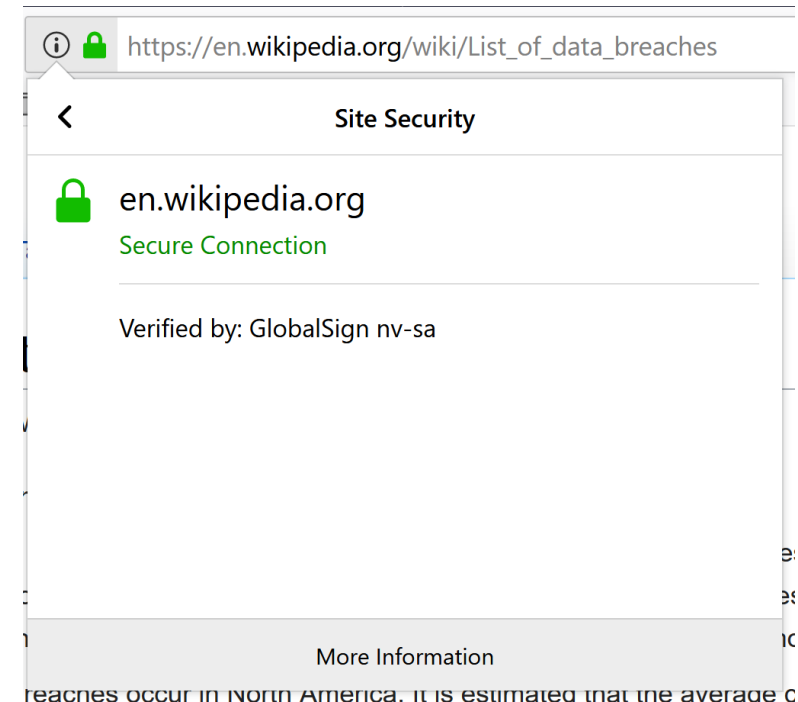 https://en.wikipedia.org/wiki/List_of_data_breaches
Site Security
en.wikipedia.org
Secure Connection
Verified by: GlobalSign nv-sa
More Information
reaches occur in North America. It is estimated that the average